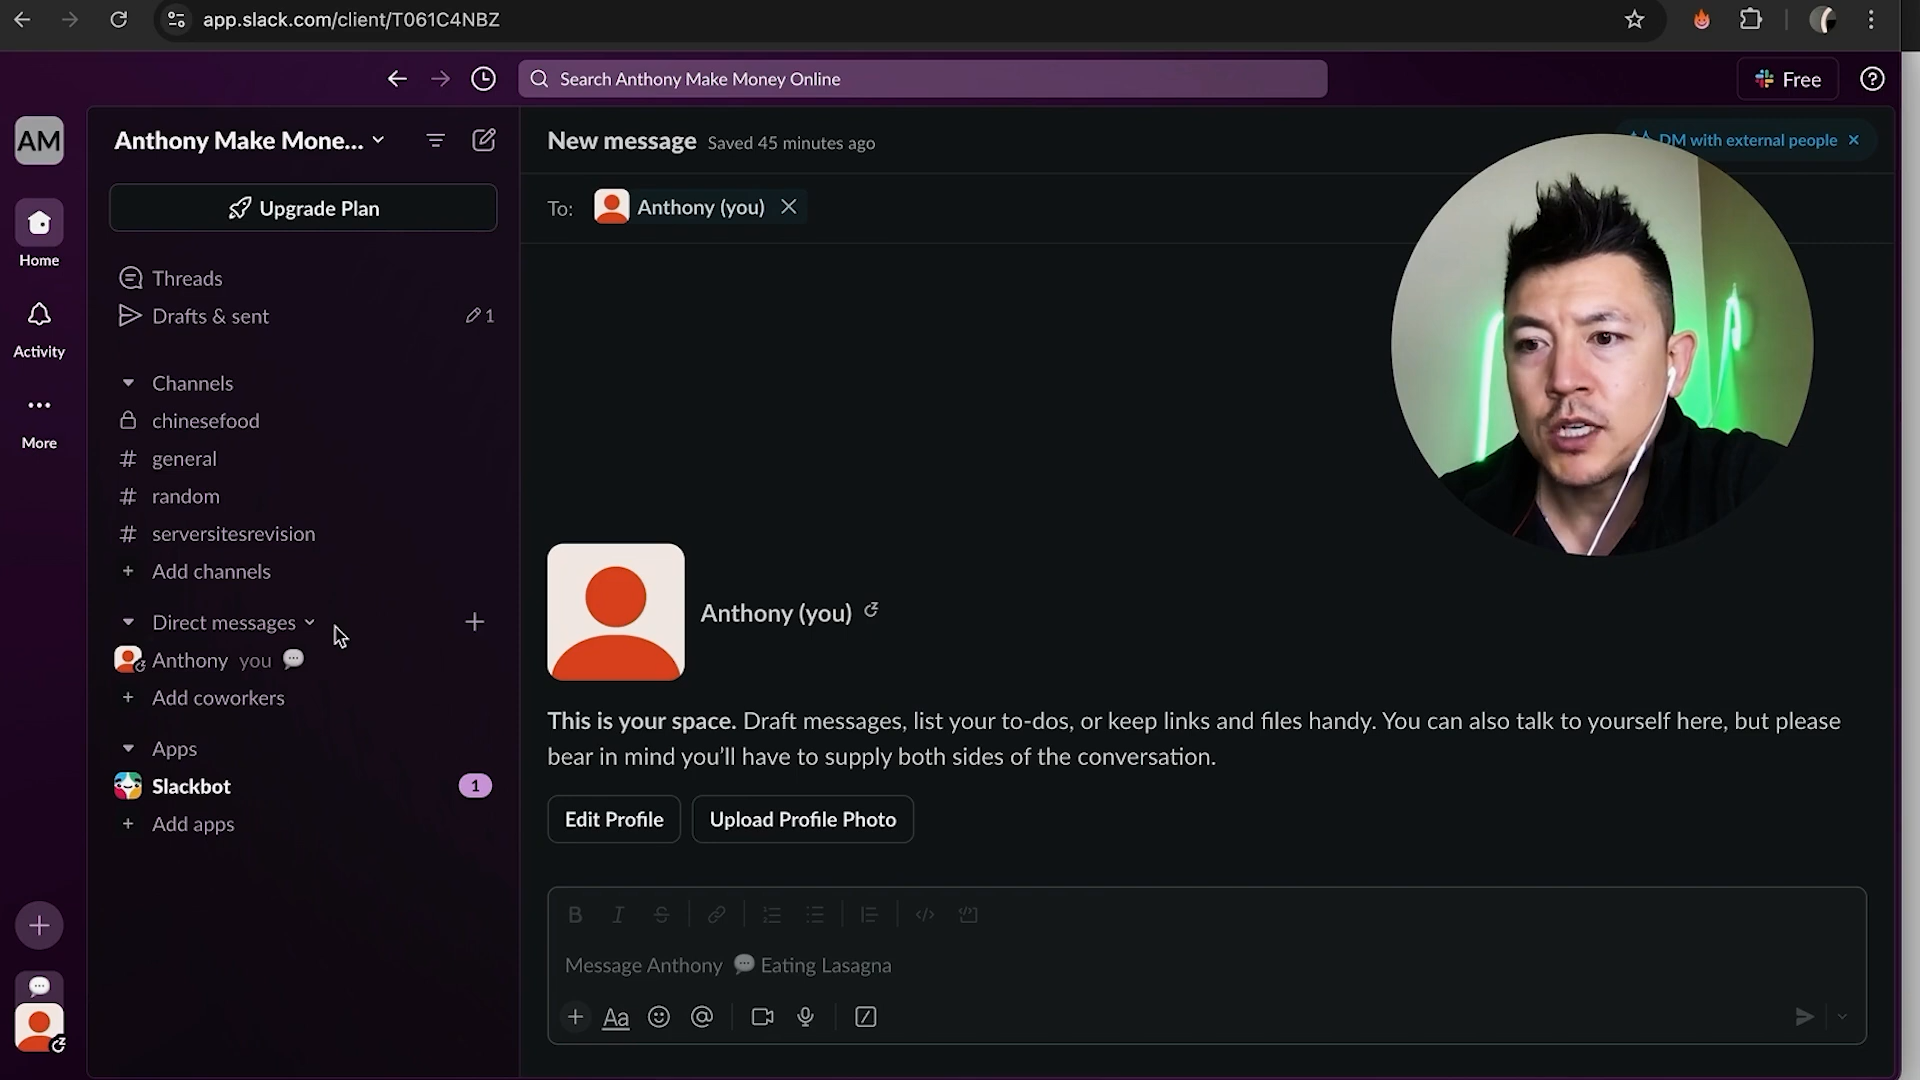 app.slack.com/client/T061C4NBZ
Search Anthony Make Money Online
Free
AM
Anthony Make Mone...
New message Saved 45 minutes ago
DM with external people
Upgrade Plan
To: Anthony (you)
Home
Threads
Drafts & sent 1
Activity
Channels
chinesefood
More
general
random
serversitesrevision
Add channels
Direct messages
Anthony you
Add coworkers
Apps
Slackbot 1
Add apps
Anthony (you)
This is your space. Draft messages, list your to-dos, or keep links and files handy. You can also talk to yourself here, but please
bear in mind you’ll have to supply both sides of the conversation.
Edit Profile Upload Profile Photo
B I S
Message Anthony 💬 Eating Lasagna
+ Aa @